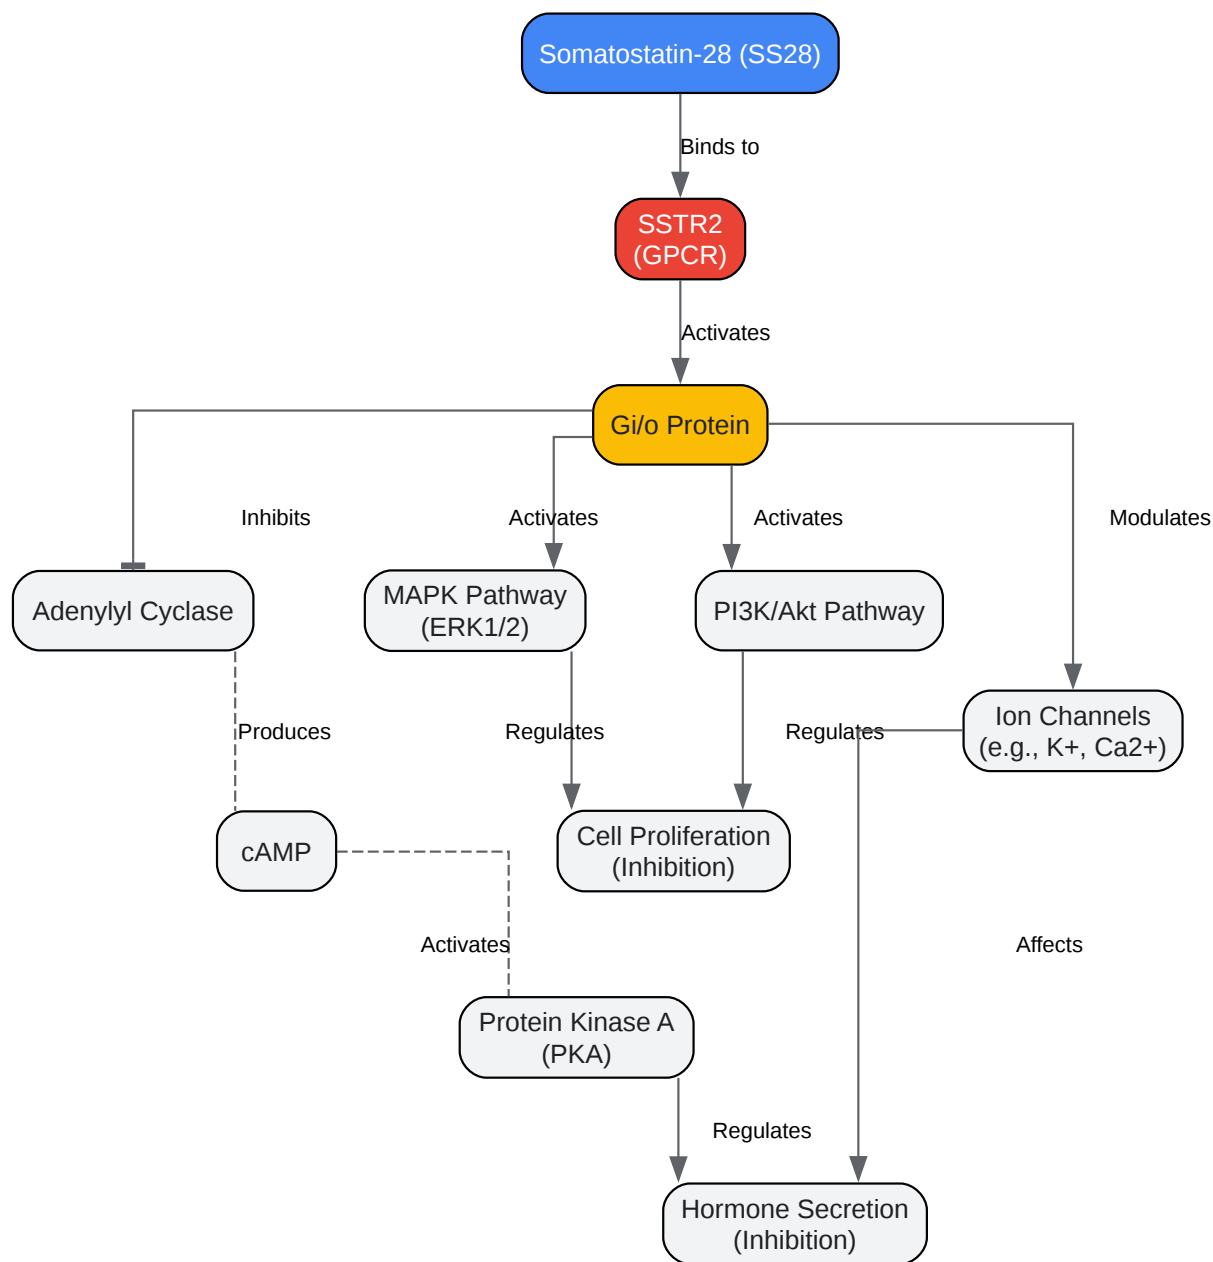 Somatostatin-28 (SS28)
Binds to
SSTR2
(GPCR)
Activates
Gi/o Protein
Inhibits
Activates
Activates
Modulates
Adenylyl Cyclase
MAPK Pathway
(ERK1/2)
PI3K/Akt Pathway
Ion Channels
(e.g., K+, Ca2+)
Produces
Regulates
Regulates
cAMP
Cell Proliferation
(Inhibition)
Activates
Affects
Protein Kinase A
(PKA)
Regulates
Hormone Secretion
(Inhibition)